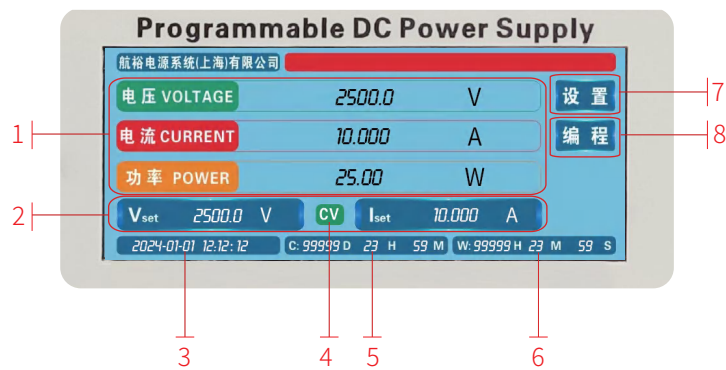 Programmable DC Power Supply
航裕电源系统(上海)有限公司
电压 VOLTAGE 2500.0 V
设置
7
1
电流 CURRENT 10.000 A
编程
8
功率 POWER 25.00 W
2
Vset 2500.0 V CV Iset 10.000 A
2024-01-01 12:12:12 C: 99999 D 23 H 59 M W: 99999 H 23 M 59 S
3 4 5 6